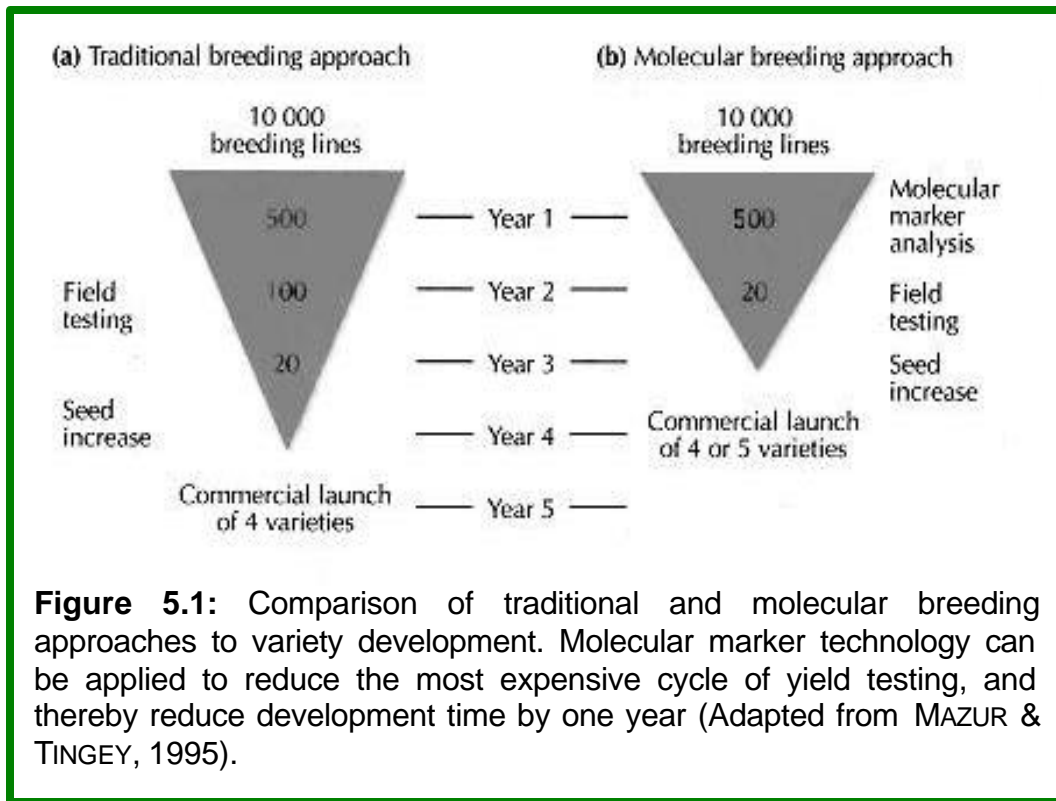 (a) Traditional breeding approach
10 000
breeding lines
500
100
20
Field
testing
Seed
increase
Commercial launch
of 4 varieties
Year 1
Year 2
Year 3
Year 4
Year 5
(b) Molecular breeding approach
10 000
breeding lines
500
20
Molecular
marker
analysis
Field
testing
Seed
increase
Commercial launch
of 4 or 5 varieties
Figure 5.1: Comparison of traditional and molecular breeding
approaches to variety development. Molecular marker technology can
be applied to reduce the most expensive cycle of yield testing, and
thereby reduce development time by one year (Adapted from MAZUR &
TINGEY, 1995).